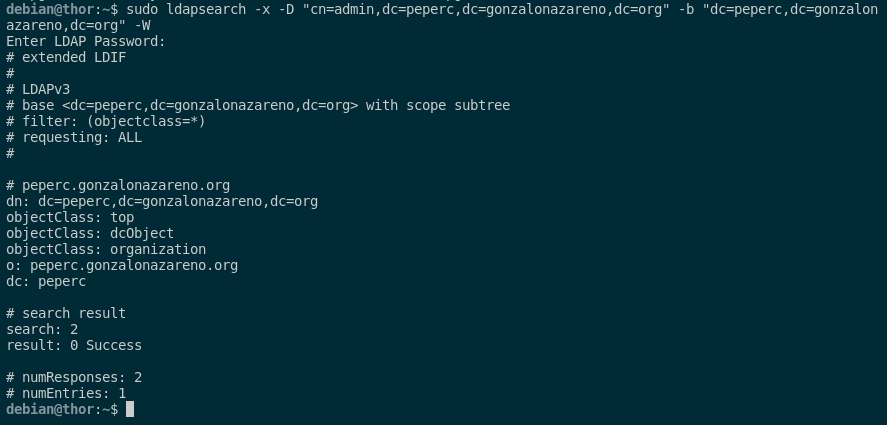 debian@thor:~$ sudo ldapsearch -x -D "cn=admin,dc=peperc,dc=gonzalonazareno,dc=org" -b "dc=peperc,dc=gonzalon
azareno,dc=org" -W
Enter LDAP Password:
# extended LDIF
#
# LDAPv3
# base <dc=peperc,dc=gonzalonazareno,dc=org> with scope subtree
# filter: (objectclass=*)
# requesting: ALL
#

# peperc.gonzalonazareno.org
dn: dc=peperc,dc=gonzalonazareno,dc=org
objectClass: top
objectClass: dcObject
objectClass: organization
o: peperc.gonzalonazareno.org
dc: peperc

# search result
search: 2
result: 0 Success

# numResponses: 2
# numEntries: 1
debian@thor:~$